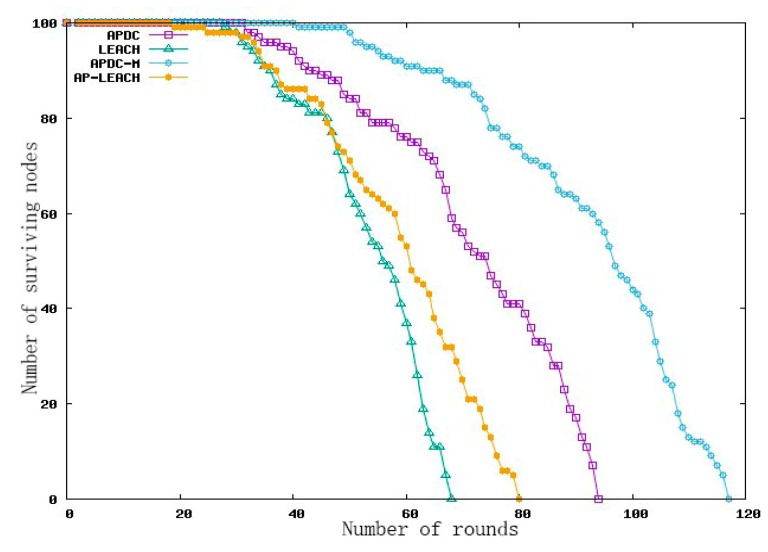 100
80
60
40
20
0
Number of surviving nodes
APDC
LEACH
APDC-M
AP-LEACH
0 20 40 60 80 100 120
Number of rounds